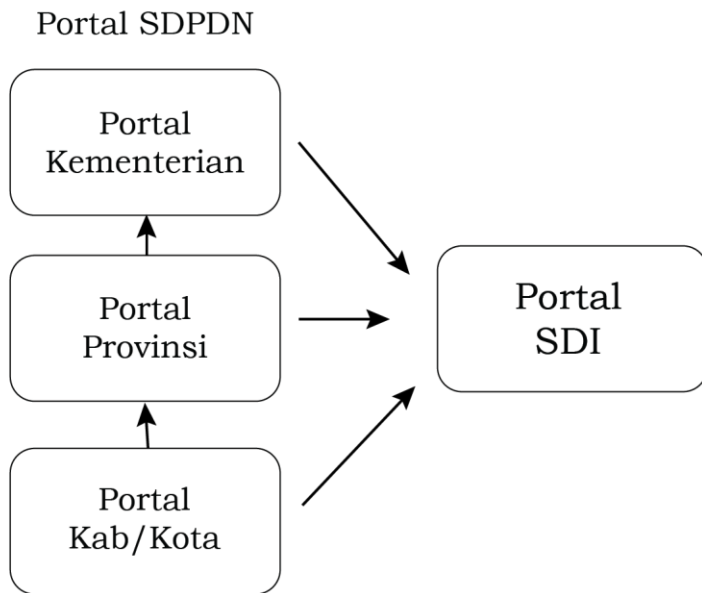 Portal SDPDN
Portal
Kementerian
Portal
Provinsi
Portal
Kab/Kota
Portal
SDI